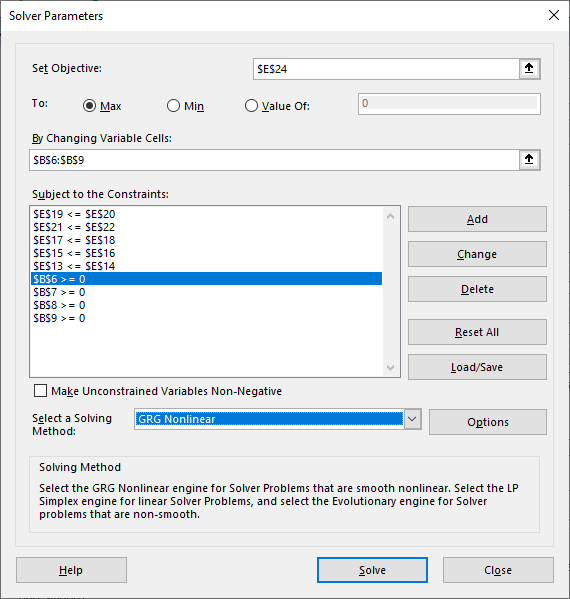 Solver Parameters
Set Objective:
$E$24
To:
Max
Min
Value Of:
0
By Changing Variable Cells:
$B$6:$B$9
Subject to the Constraints:
$E$19 <= $E$20
$E$21 <= $E$22
$E$17 <= $E$18
$E$15 <= $E$16
$E$13 <= $E$14
$B$6 >= 0
$B$7 >= 0
$B$8 >= 0
$B$9 >= 0
Add
Change
Delete
Reset All
Load/Save
Make Unconstrained Variables Non-Negative
Select a Solving
Method:
GRG Nonlinear
Options
Solving Method
Select the GRG Nonlinear engine for Solver Problems that are smooth nonlinear. Select the LP
Simplex engine for linear Solver Problems, and select the Evolutionary engine for Solver
problems that are non-smooth.
Help
Solve
Close